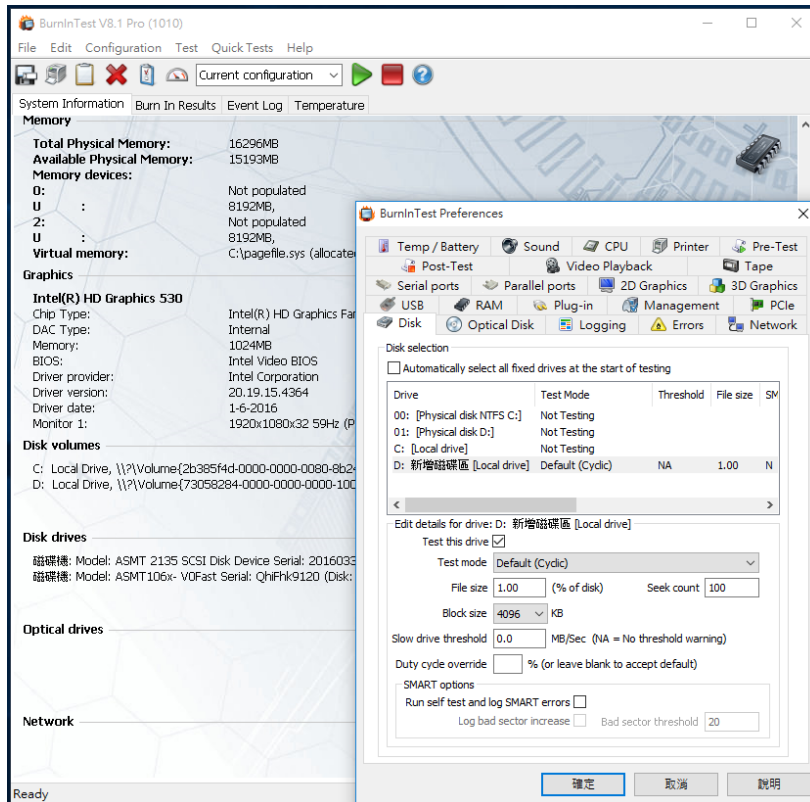 BurnInTest V8.1 Pro (1010)
File Edit Configuration Test Quick Tests Help
Current configuration
System Information Burn In Results Event Log Temperature
Memory
Total Physical Memory: 16296MB
Available Physical Memory: 15193MB
Memory devices:
0: Not populated
U : 8192MB,
2: Not populated
U : 8192MB,
Virtual memory: C:\pagefile.sys (allocate
Graphics
Intel(R) HD Graphics 530
Chip Type: Intel(R) HD Graphics Fa
DAC Type: Internal
Memory: 1024MB
BIOS: Intel Video BIOS
Driver provider: Intel Corporation
Driver version: 20.19.15.4364
Driver date: 1-6-2016
Monitor 1: 1920x1080x32 59Hz (P
Disk volumes
C: Local Drive, \\?\Volume{2b385f4d-0000-0000-0080-8b2
D: Local Drive, \\?\Volume{73058284-0000-0000-0000-100
Disk drives
磁碟機: Model: ASMT 2135 SCSI Disk Device Serial: 2016033
磁碟機: Model: ASMT106x- V0Fast Serial: QhiFhk9120 (Disk:
Optical drives
Network
Ready
BurnInTest Preferences
Temp / Battery Sound CPU Printer Pre-Test
Post-Test Video Playback Tape
Serial ports Parallel ports 2D Graphics 3D Graphics
USB RAM Plug-in Management PCIe
Disk Optical Disk Logging Errors Network
Disk selection
Automatically select all fixed drives at the start of testing
Drive Test Mode Threshold File size SM
00: [Physical disk NTFS C:] Not Testing
01: [Physical disk D:] Not Testing
C: [Local drive] Not Testing
D: 新增磁碟區 [Local drive] Default (Cyclic) NA 1.00 N
Edit details for drive: D: 新增磁碟區 [Local drive]
Test this drive
Test mode Default (Cyclic)
File size 1.00 (% of disk) Seek count 100
Block size 4096 KB
Slow drive threshold 0.0 MB/Sec (NA = No threshold warning)
Duty cycle override % (or leave blank to accept default)
SMART options
Run self test and log SMART errors
Log bad sector increase Bad sector threshold 20
確定 取消 說明